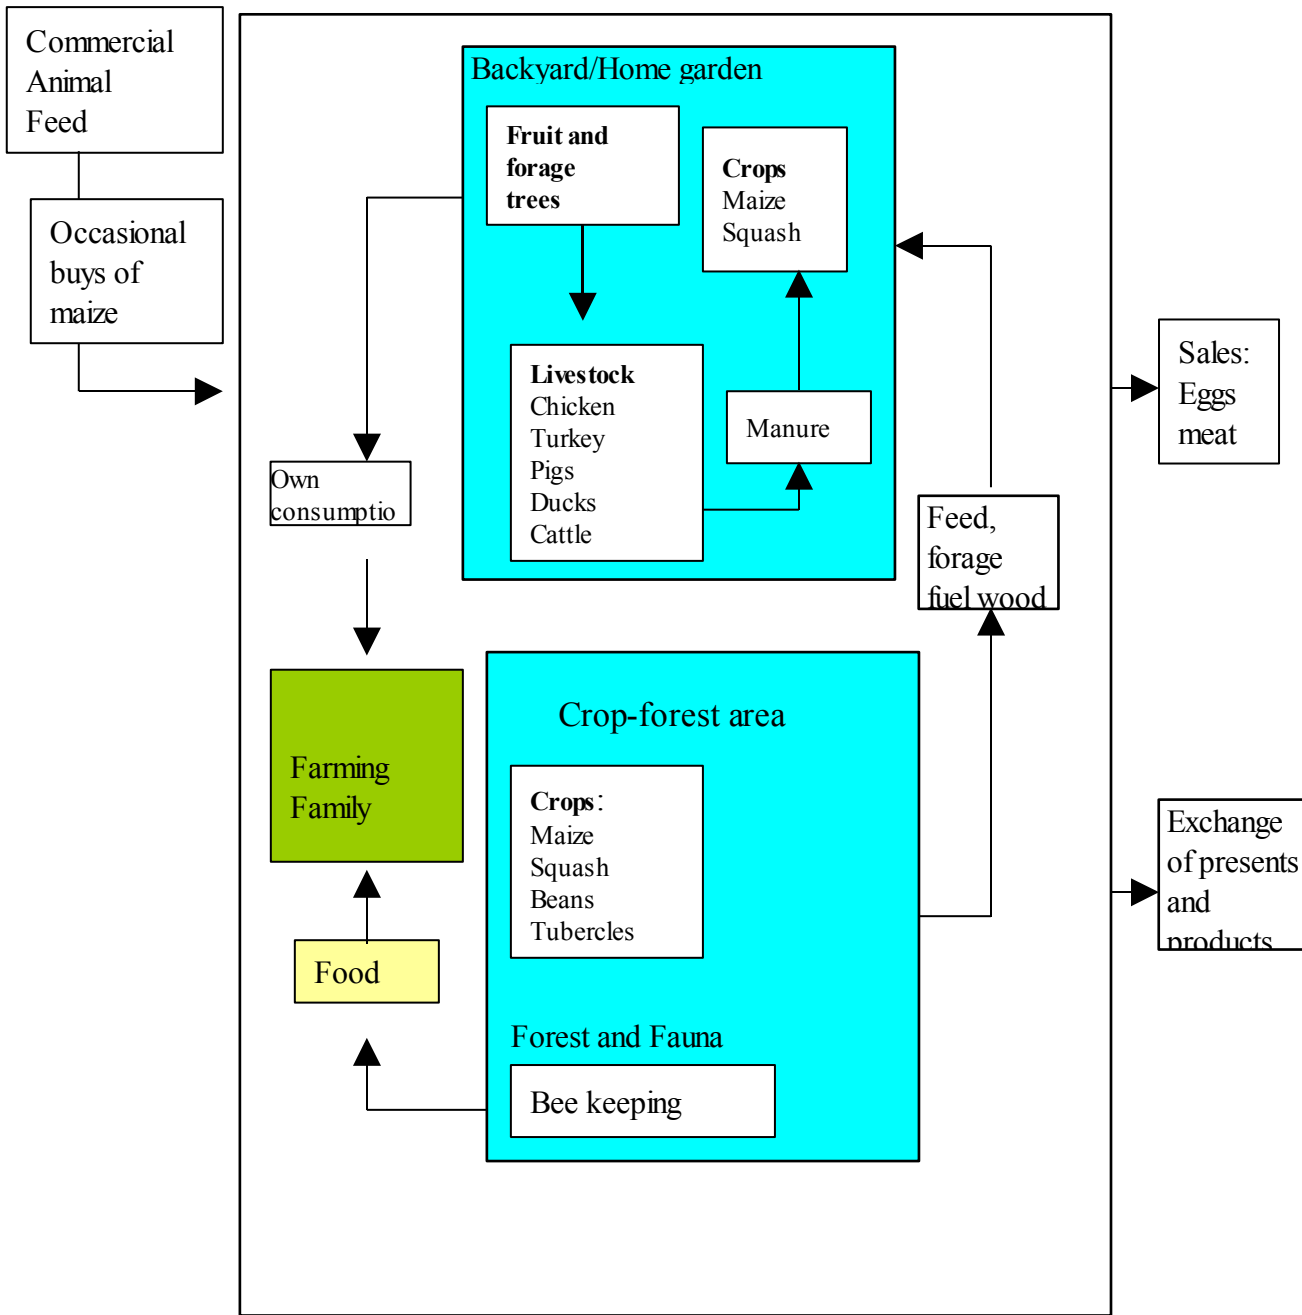 Commercial
Animal
Feed
Occasional
buys of
maize
Backyard/Home garden
Fruit and
forage
trees
Crops
Maize
Squash
Livestock
Chicken
Turkey
Pigs
Ducks
Cattle
Manure
Own
consumptio
Feed,
forage
fuel wood
Sales:
Eggs
meat
Farming
Family
Food
Crop-forest area
Crops:
Maize
Squash
Beans
Tubercles
Forest and Fauna
Bee keeping
Exchange
of presents
and
products